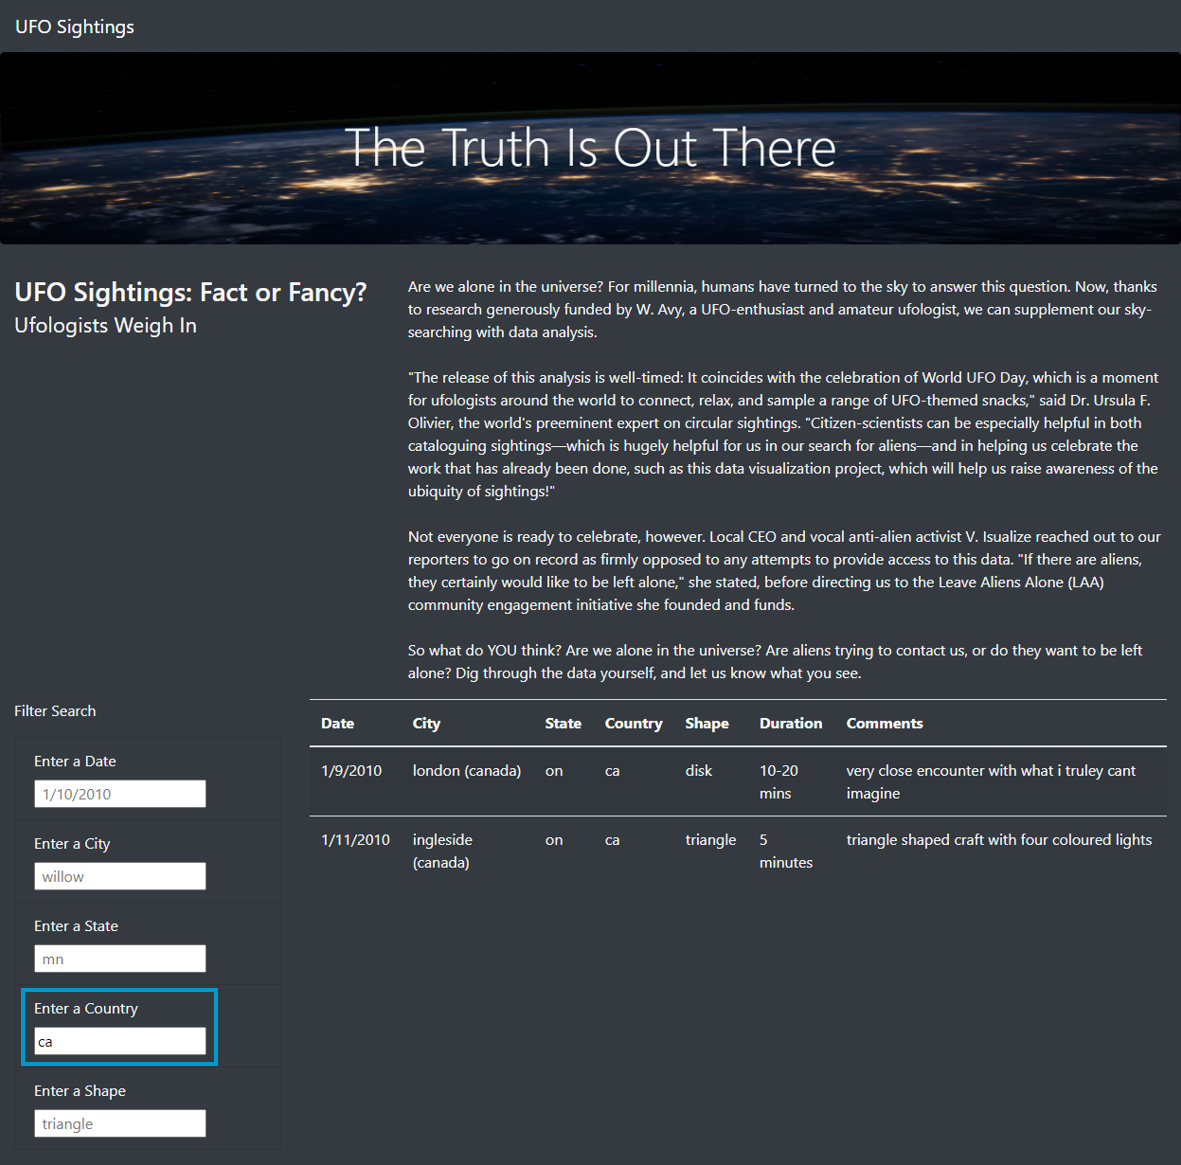 UFO Sightings
The Truth Is Out There
UFO Sightings: Fact or Fancy?
Ufologists Weigh In
Are we alone in the universe? For millennia, humans have turned to the sky to answer this question. Now, thanks
to research generously funded by W. Avy, a UFO-enthusiast and amateur ufologist, we can supplement our sky-
searching with data analysis.
"The release of this analysis is well-timed: It coincides with the celebration of World UFO Day, which is a moment
for ufologists around the world to connect, relax, and sample a range of UFO-themed snacks," said Dr. Ursula F.
Olivier, the world's preeminent expert on circular sightings. "Citizen-scientists can be especially helpful in both
cataloguing sightings—which is hugely helpful for us in our search for aliens—and in helping us celebrate the
work that has already been done, such as this data visualization project, which will help us raise awareness of the
ubiquity of sightings!"
Not everyone is ready to celebrate, however. Local CEO and vocal anti-alien activist V. Isualize reached out to our
reporters to go on record as firmly opposed to any attempts to provide access to this data. "If there are aliens,
they certainly would like to be left alone," she stated, before directing us to the Leave Aliens Alone (LAA)
community engagement initiative she founded and funds.
So what do YOU think? Are we alone in the universe? Are aliens trying to contact us, or do they want to be left
alone? Dig through the data yourself, and let us know what you see.
Filter Search
Enter a Date
1/10/2010
Enter a City
willow
Enter a State
mn
Enter a Country
ca
Enter a Shape
triangle
Date City State Country Shape Duration Comments
1/9/2010 london (canada) on ca disk 10-20 very close encounter with what i truley cant
mins imagine
1/11/2010 ingleside on ca triangle 5 triangle shaped craft with four coloured lights
(canada) minutes